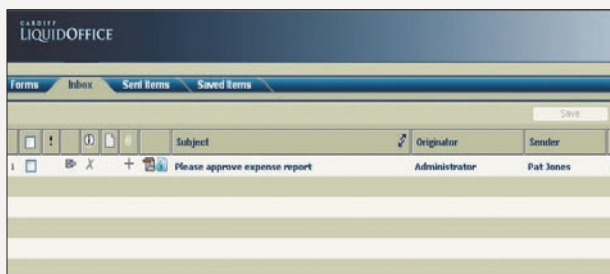 CARDIFF
LIQUIDOFFICE
Forms Inbox Sent Items Saved Items
Save
! Subject Originator Sender
1 Please approve expense report Administrator Pat Jones